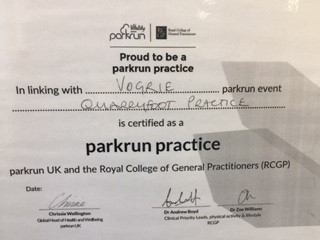 parkrun
Royal College of
General Practitioners
Proud to be a
parkrun practice
In linking with VOGRIE parkrun event
QUARRYFOOT PRACTICE
is certified as a
parkrun practice
parkrun UK and the Royal College of General Practitioners (RCGP)
Date:
Chrissie Wellington
Global Head of Health and Wellbeing
parkrun UK
Dr Andrew Boyd
Dr Zoe Williams
Clinical Priority Leads, physical activity & lifestyle
RCGP